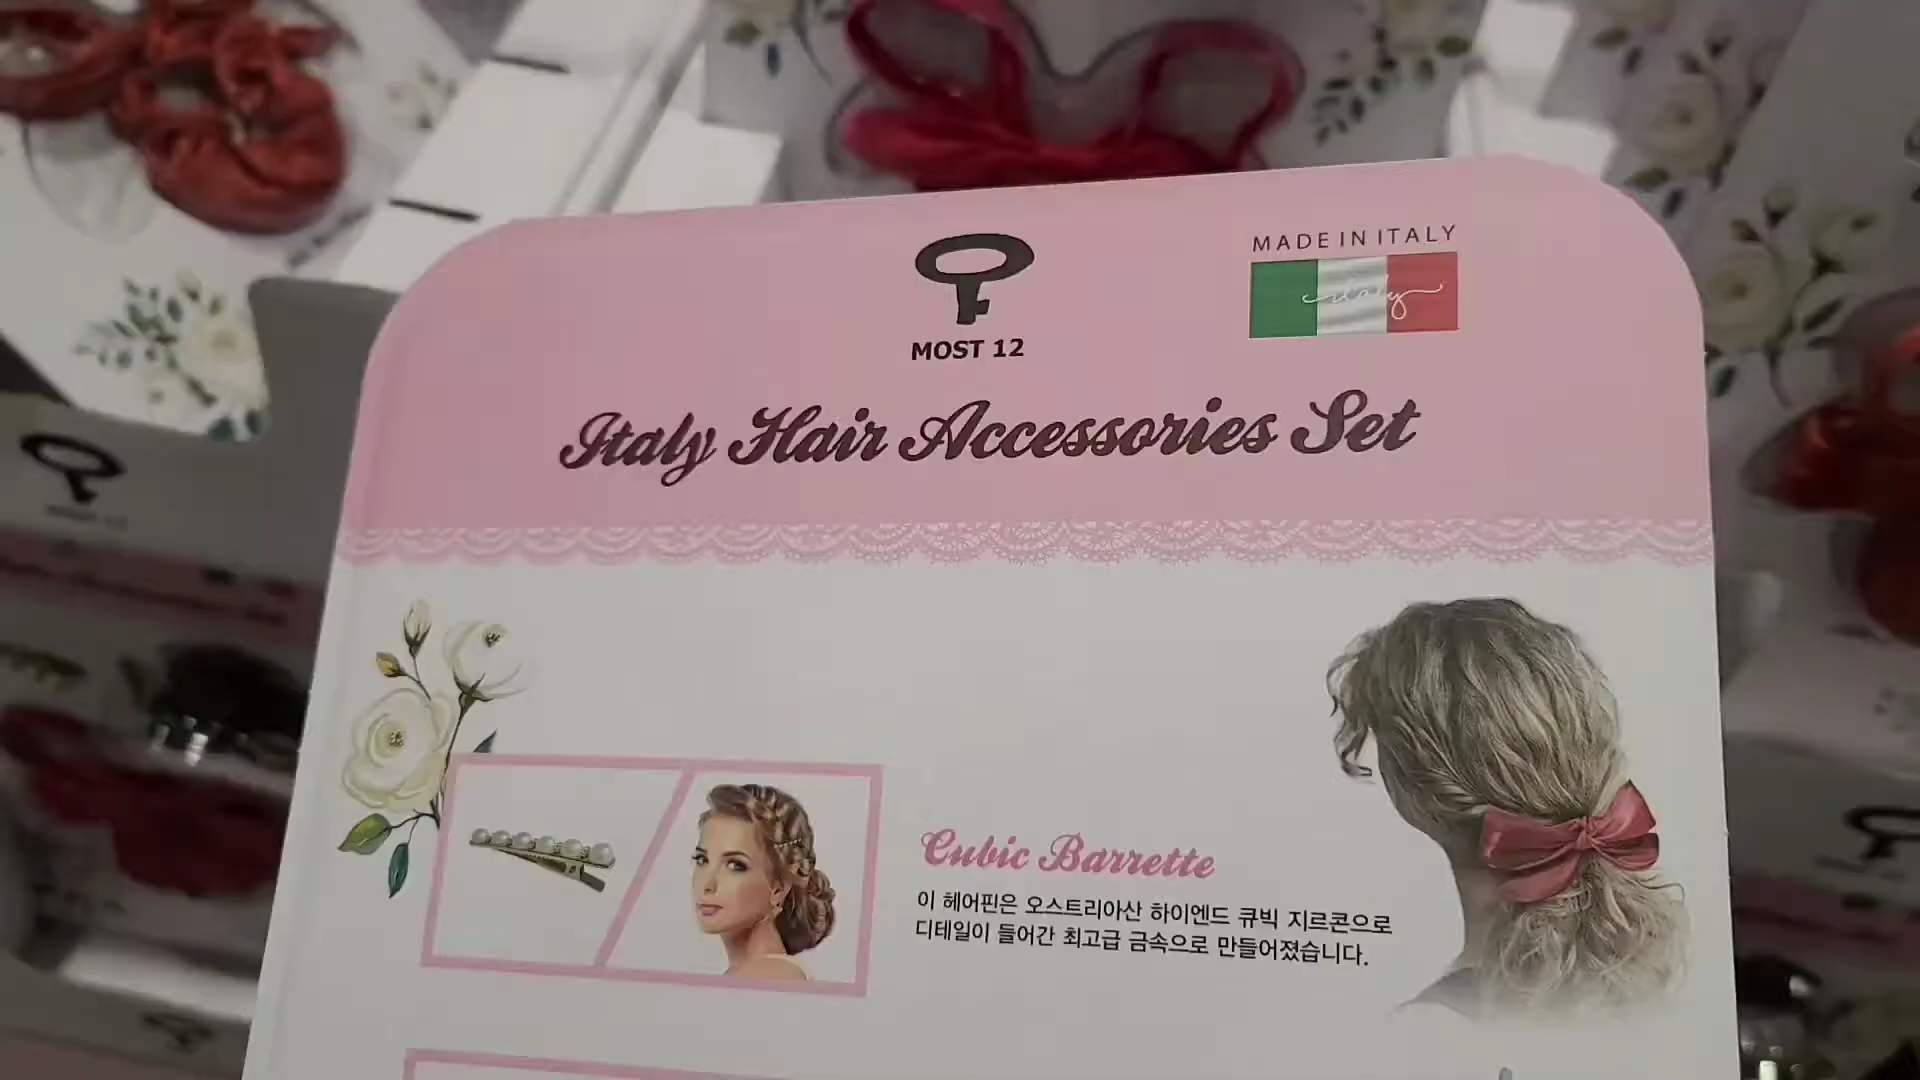 MADE IN ITALY
italy
MOST 12
Italy Hair Accessories Set
Cubic Barrette
이 헤어핀은 오스트리아산 하이엔드 큐빅 지르콘으로
디테일이 들어간 최고급 금속으로 만들어졌습니다.